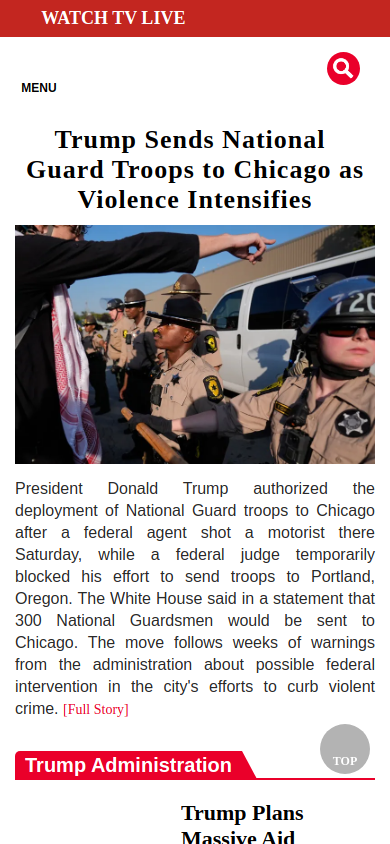 WATCH TV LIVE
MENU
Trump Sends National
Guard Troops to Chicago as
Violence Intensifies
720
President Donald Trump authorized the
deployment of National Guard troops to Chicago
after a federal agent shot a motorist there
Saturday, while a federal judge temporarily
blocked his effort to send troops to Portland,
Oregon. The White House said in a statement that
300 National Guardsmen would be sent to
Chicago. The move follows weeks of warnings
from the administration about possible federal
intervention in the city's efforts to curb violent
crime. [Full Story]
TOP
Trump Administration
Trump Plans
Massive Aid